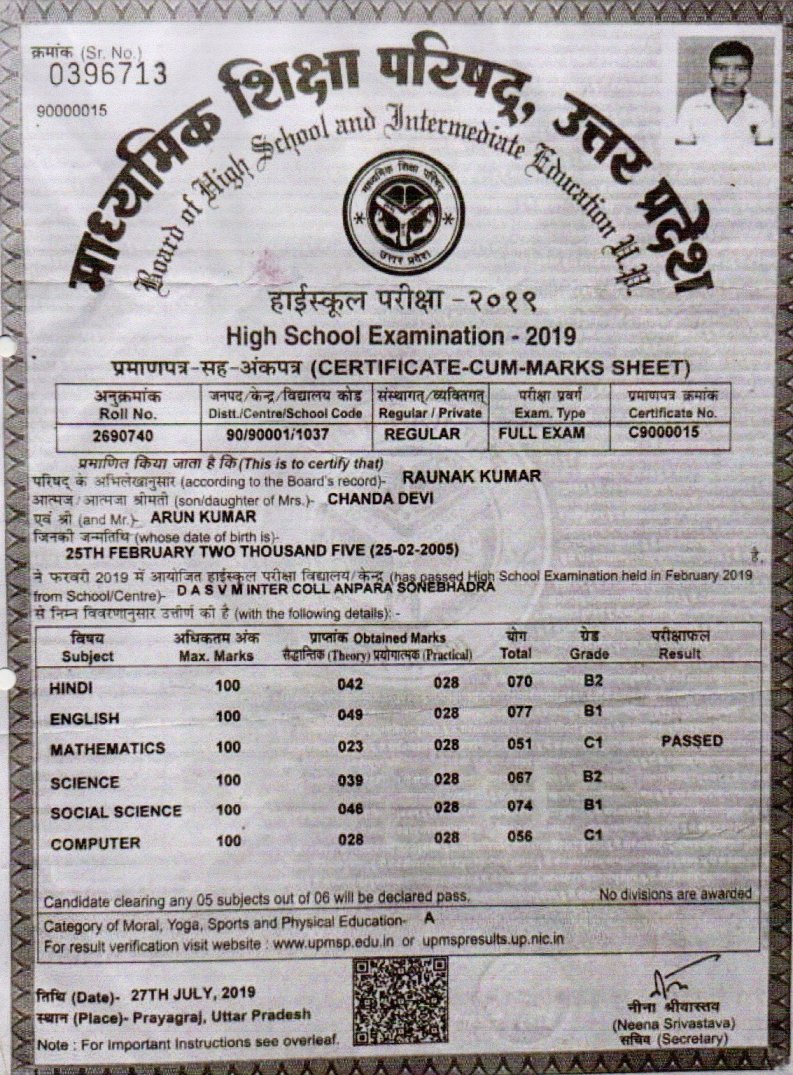 क्रमांक (Sr. No.)
0396713
90000015
माध्यमिक शिक्षा परिषद्, उत्तर प्रदेश
Board of High School and Intermediate Education U.P.
माध्यमिक शिक्षा परिषद्
उत्तर प्रदेश
हाईस्कूल परीक्षा - २०१९
High School Examination - 2019
प्रमाणपत्र-सह-अंकपत्र (CERTIFICATE-CUM-MARKS SHEET)
अनुक्रमांक जनपद/केन्द्र/विद्यालय कोड संस्थागत/व्यक्तिगत परीक्षा प्रवर्ग प्रमाणपत्र क्रमांक
Roll No. Distt./Centre/School Code Regular / Private Exam. Type Certificate No.
2690740 90/90001/1037 REGULAR FULL EXAM C9000015
प्रमाणित किया जाता है कि (This is to certify that)
परिषद् के अभिलेखानुसार (according to the Board's record)- RAUNAK KUMAR
आत्मज/आत्मजा श्रीमती (son/daughter of Mrs.)- CHANDA DEVI
एवं श्री (and Mr.)- ARUN KUMAR
जिनकी जन्मतिथि (whose date of birth is)-
25TH FEBRUARY TWO THOUSAND FIVE (25-02-2005) है,
ने फरवरी 2019 में आयोजित हाईस्कूल परीक्षा विद्यालय/केन्द्र (has passed High School Examination held in February 2019
from School/Centre)- D A S V M INTER COLL ANPARA SONEBHADRA
से निम्न विवरणानुसार उत्तीर्ण की है (with the following details): -
विषय अधिकतम अंक प्राप्तांक Obtained Marks योग ग्रेड परीक्षाफल
Subject Max. Marks सैद्धान्तिक (Theory) प्रयोगात्मक (Practical) Total Grade Result
HINDI 100 042 028 070 B2
ENGLISH 100 049 028 077 B1
MATHEMATICS 100 023 028 051 C1 PASSED
SCIENCE 100 039 028 067 B2
SOCIAL SCIENCE 100 046 028 074 B1
COMPUTER 100 028 028 056 C1
Candidate clearing any 05 subjects out of 06 will be declared pass. No divisions are awarded
Category of Moral, Yoga, Sports and Physical Education- A
For result verification visit website : www.upmsp.edu.in or upmspresults.up.nic.in
तिथि (Date)- 27TH JULY, 2019
स्थान (Place)- Prayagraj, Uttar Pradesh
Note : For Important Instructions see overleaf.
नीना श्रीवास्तव
(Neena Srivastava)
सचिव (Secretary)